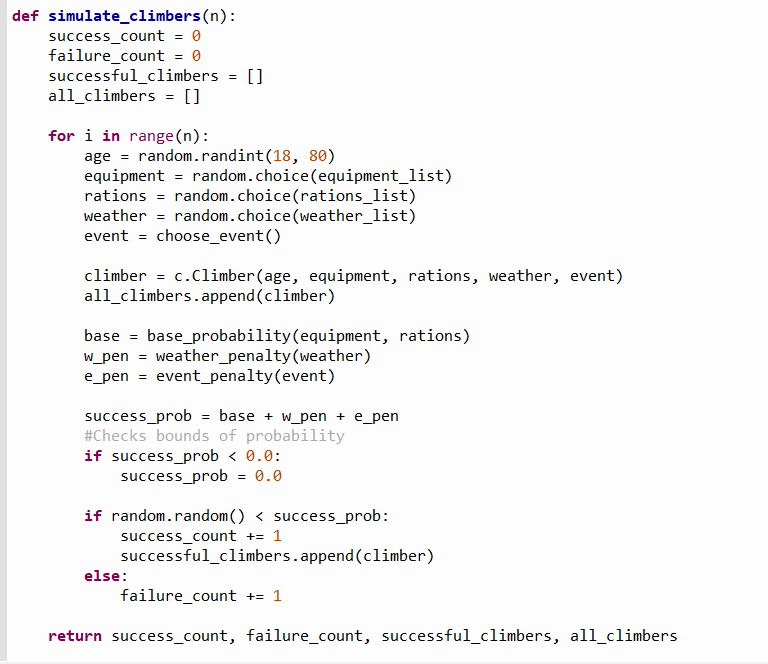 def simulate_climbers(n):
    success_count = 0
    failure_count = 0
    successful_climbers = []
    all_climbers = []

    for i in range(n):
        age = random.randint(18, 80)
        equipment = random.choice(equipment_list)
        rations = random.choice(rations_list)
        weather = random.choice(weather_list)
        event = choose_event()

        climber = c.Climber(age, equipment, rations, weather, event)
        all_climbers.append(climber)

        base = base_probability(equipment, rations)
        w_pen = weather_penalty(weather)
        e_pen = event_penalty(event)

        success_prob = base + w_pen + e_pen
        #Checks bounds of probability
        if success_prob < 0.0:
            success_prob = 0.0

        if random.random() < success_prob:
            success_count += 1
            successful_climbers.append(climber)
        else:
            failure_count += 1

    return success_count, failure_count, successful_climbers, all_climbers